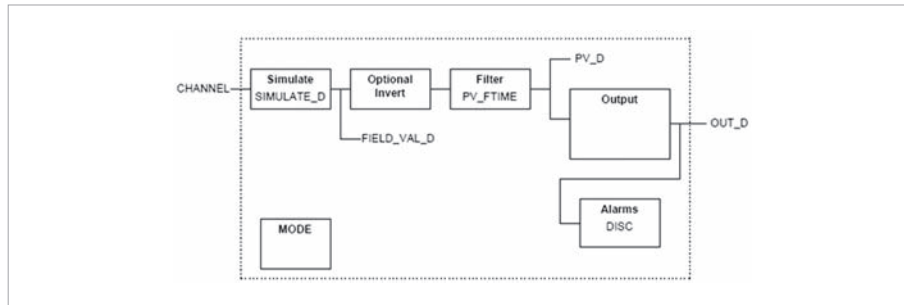 CHANNEL
Simulate
SIMULATE_D
Optional
Invert
Filter
PV_FTIME
PV_D
Output
OUT_D
FIELD_VAL_D
Alarms
DISC
MODE